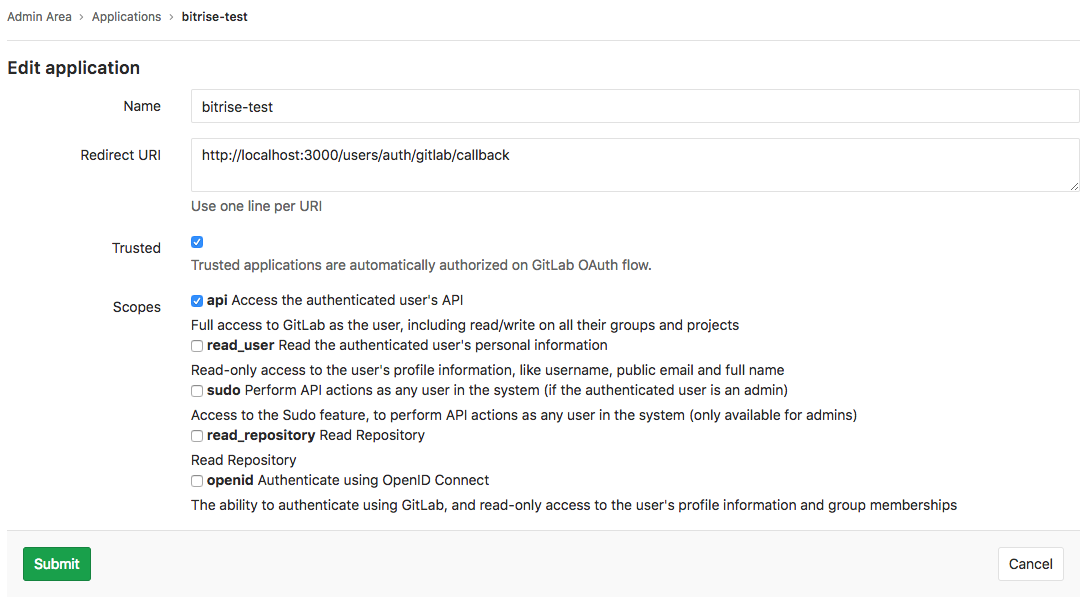 Admin Area › Applications › bitrise-test
Edit application
Name
bitrise-test
Redirect URI
http://localhost:3000/users/auth/gitlab/callback
Use one line per URI
Trusted
Trusted applications are automatically authorized on GitLab OAuth flow.
Scopes
api Access the authenticated user's API
Full access to GitLab as the user, including read/write on all their groups and projects
read_user Read the authenticated user's personal information
Read-only access to the user's profile information, like username, public email and full name
sudo Perform API actions as any user in the system (if the authenticated user is an admin)
Access to the Sudo feature, to perform API actions as any user in the system (only available for admins)
read_repository Read Repository
Read Repository
openid Authenticate using OpenID Connect
The ability to authenticate using GitLab, and read-only access to the user's profile information and group memberships
Submit
Cancel